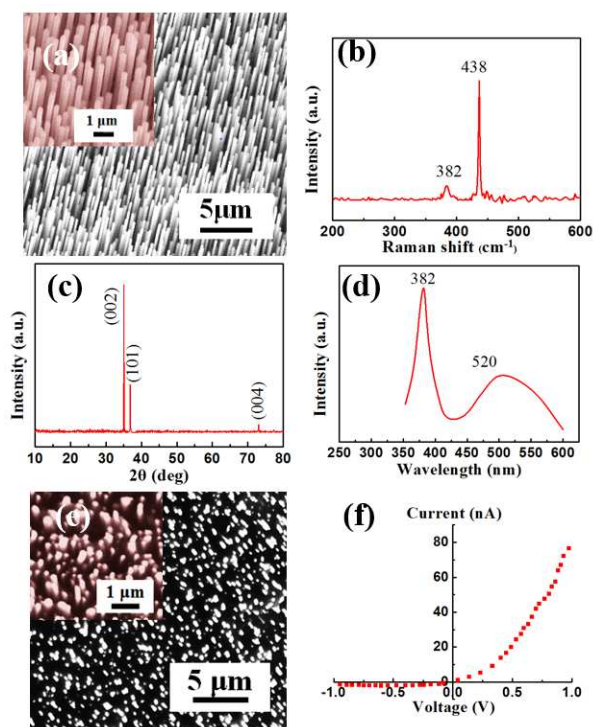 (a)
1 μm
5μm
(b)
438
382
Intensity (a.u.)
200 300 400 500 600
Raman shift (cm⁻¹)
(c)
(002)
(101)
(004)
Intensity (a.u.)
10 20 30 40 50 60 70 80
2θ (deg)
(d)
382
520
Intensity (a.u.)
250 300 350 400 450 500 550 600
Wavelength (nm)
(e)
1 μm
5 μm
(f)
Current (nA)
80
60
40
20
0
-1.0 -0.5 0.0 0.5 1.0
Voltage (V)